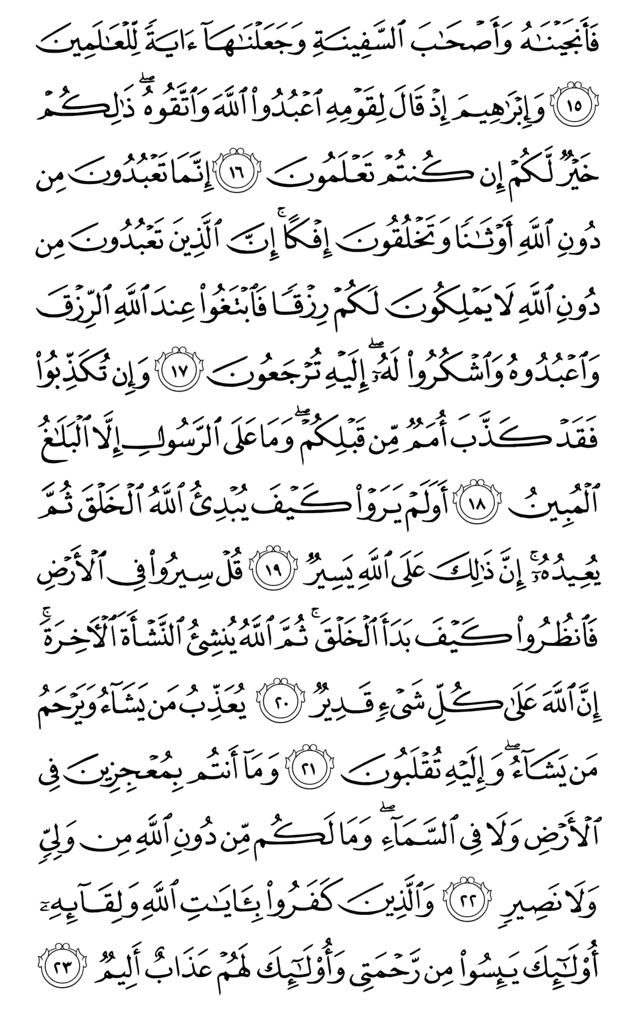 فَأَنجَيْنَٰهُ وَأَصْحَٰبَ ٱلسَّفِينَةِ وَجَعَلْنَٰهَآ ءَايَةً لِّلْعَٰلَمِينَ
١٥ وَإِبْرَٰهِيمَ إِذْ قَالَ لِقَوْمِهِ ٱعْبُدُوا۟ ٱللَّهَ وَٱتَّقُوهُ ۖ ذَٰلِكُمْ
خَيْرٌ لَّكُمْ إِن كُنتُمْ تَعْلَمُونَ ١٦ إِنَّمَا تَعْبُدُونَ مِن
دُونِ ٱللَّهِ أَوْثَٰنًا وَتَخْلُقُونَ إِفْكًا ۚ إِنَّ ٱلَّذِينَ تَعْبُدُونَ مِن
دُونِ ٱللَّهِ لَا يَمْلِكُونَ لَكُمْ رِزْقًا فَٱبْتَغُوا۟ عِندَ ٱللَّهِ ٱلرِّزْقَ
وَٱعْبُدُوهُ وَٱشْكُرُوا۟ لَهُۥٓ ۖ إِلَيْهِ تُرْجَعُونَ ١٧ وَإِن تُكَذِّبُوا۟
فَقَدْ كَذَّبَ أُمَمٌ مِّن قَبْلِكُمْ ۖ وَمَا عَلَى ٱلرَّسُولِ إِلَّا ٱلْبَلَٰغُ
ٱلْمُبِينُ ١٨ أَوَلَمْ يَرَوْا۟ كَيْفَ يُبْدِئُ ٱللَّهُ ٱلْخَلْقَ ثُمَّ
يُعِيدُهُۥٓ ۚ إِنَّ ذَٰلِكَ عَلَى ٱللَّهِ يَسِيرٌ ١٩ قُلْ سِيرُوا۟ فِى ٱلْأَرْضِ
فَٱنظُرُوا۟ كَيْفَ بَدَأَ ٱلْخَلْقَ ۚ ثُمَّ ٱللَّهُ يُنشِئُ ٱلنَّشْأَةَ ٱلْءَاخِرَةَ ۚ
إِنَّ ٱللَّهَ عَلَىٰ كُلِّ شَىْءٍ قَدِيرٌ ٢٠ يُعَذِّبُ مَن يَشَآءُ وَيَرْحَمُ
مَن يَشَآءُ ۖ وَإِلَيْهِ تُقْلَبُونَ ٢١ وَمَآ أَنتُم بِمُعْجِزِينَ فِى
ٱلْأَرْضِ وَلَا فِى ٱلسَّمَآءِ ۖ وَمَا لَكُم مِّن دُونِ ٱللَّهِ مِن وَلِىٍّ
وَلَا نَصِيرٍ ٢٢ وَٱلَّذِينَ كَفَرُوا۟ بِـَٔايَٰتِ ٱللَّهِ وَلِقَآئِهِۦٓ
أُو۟لَٰٓئِكَ يَئِسُوا۟ مِن رَّحْمَتِى وَأُو۟لَٰٓئِكَ لَهُمْ عَذَابٌ أَلِيمٌ ٢٣